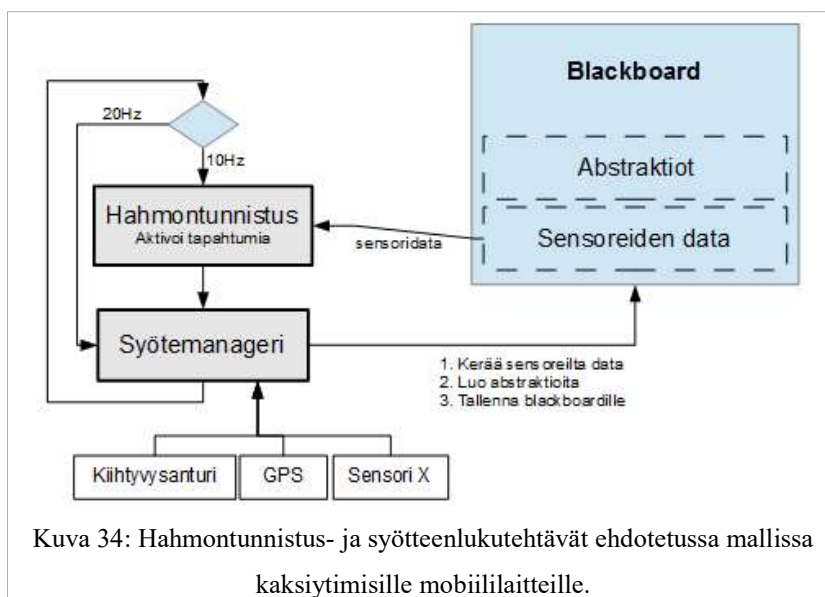 Blackboard
20Hz
10Hz
Abstraktiot
Hahmontunnistus
Aktivoi tapahtumia
sensoridata
Sensoreiden data
Syötemanageri
1. Kerää sensoreilta data
2. Luo abstraktioita
3. Tallenna blackboardille
Kiihtyvysanturi
GPS
Sensori X
Kuva 34: Hahmontunnistus- ja syötteenlukutehtävät ehdotetussa mallissa
kaksiytimisille mobiililaitteille.